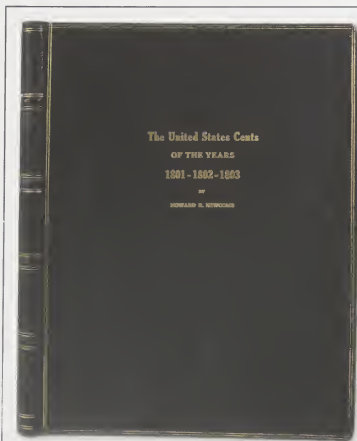 The United States Cents
OF THE YEARS
1801-1802-1803
BY
HOWARD R. NEWCOMB